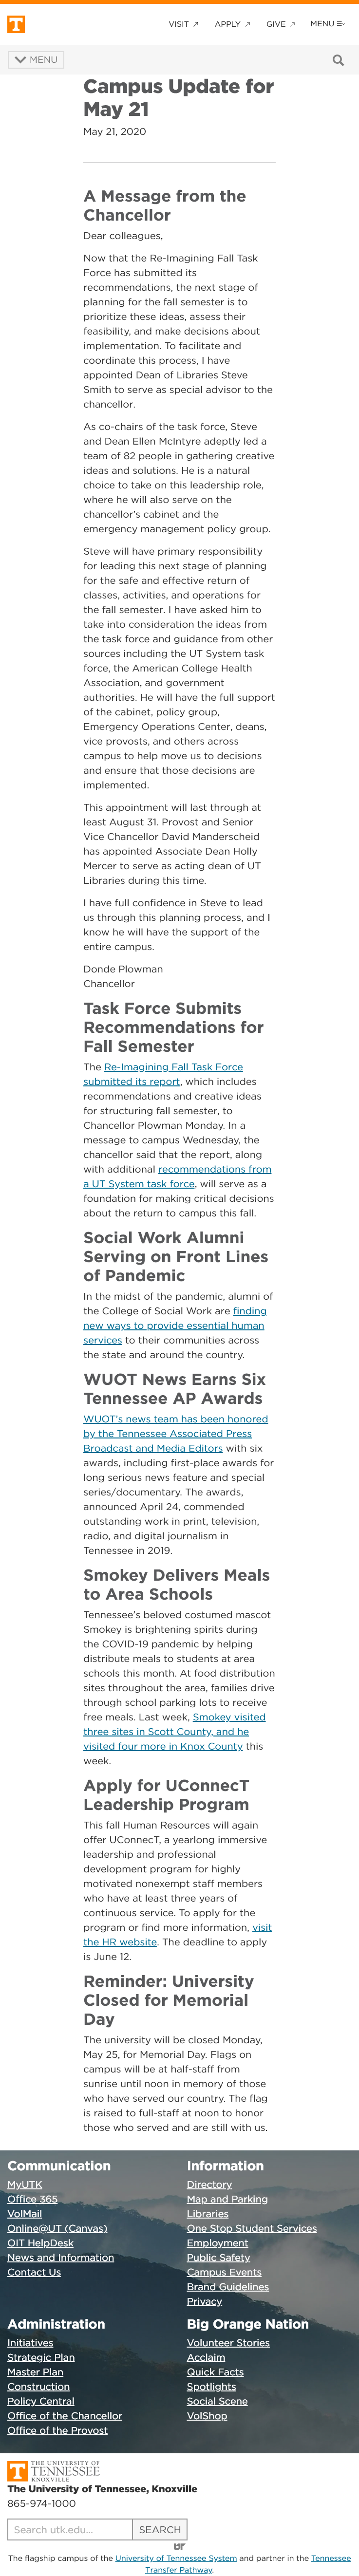 VISIT ↗ APPLY ↗ GIVE ↗ MENU
MENU
Campus Update for
May 21
May 21, 2020
A Message from the
Chancellor
Dear colleagues,
Now that the Re-Imagining Fall Task
Force has submitted its
recommendations, the next stage of
planning for the fall semester is to
prioritize these ideas, assess their
feasibility, and make decisions about
implementation. To facilitate and
coordinate this process, I have
appointed Dean of Libraries Steve
Smith to serve as special advisor to the
chancellor.
As co-chairs of the task force, Steve
and Dean Ellen McIntyre adeptly led a
team of 82 people in gathering creative
ideas and solutions. He is a natural
choice to take on this leadership role,
where he will also serve on the
chancellor's cabinet and the
emergency management policy group.
Steve will have primary responsibility
for leading this next stage of planning
for the safe and effective return of
classes, activities, and operations for
the fall semester. I have asked him to
take into consideration the ideas from
the task force and guidance from other
sources including the UT System task
force, the American College Health
Association, and government
authorities. He will have the full support
of the cabinet, policy group,
Emergency Operations Center, deans,
vice provosts, and others across
campus to help move us to decisions
and ensure that those decisions are
implemented.
This appointment will last through at
least August 31. Provost and Senior
Vice Chancellor David Manderscheid
has appointed Associate Dean Holly
Mercer to serve as acting dean of UT
Libraries during this time.
I have full confidence in Steve to lead
us through this planning process, and I
know he will have the support of the
entire campus.
Donde Plowman
Chancellor
Task Force Submits
Recommendations for
Fall Semester
The Re-Imagining Fall Task Force
submitted its report, which includes
recommendations and creative ideas
for structuring fall semester, to
Chancellor Plowman Monday. In a
message to campus Wednesday, the
chancellor said that the report, along
with additional recommendations from
a UT System task force, will serve as a
foundation for making critical decisions
about the return to campus this fall.
Social Work Alumni
Serving on Front Lines
of Pandemic
In the midst of the pandemic, alumni of
the College of Social Work are finding
new ways to provide essential human
services to their communities across
the state and around the country.
WUOT News Earns Six
Tennessee AP Awards
WUOT's news team has been honored
by the Tennessee Associated Press
Broadcast and Media Editors with six
awards, including first-place awards for
long serious news feature and special
series/documentary. The awards,
announced April 24, commended
outstanding work in print, television,
radio, and digital journalism in
Tennessee in 2019.
Smokey Delivers Meals
to Area Schools
Tennessee's beloved costumed mascot
Smokey is brightening spirits during
the COVID-19 pandemic by helping
distribute meals to students at area
schools this month. At food distribution
sites throughout the area, families drive
through school parking lots to receive
free meals. Last week, Smokey visited
three sites in Scott County, and he
visited four more in Knox County this
week.
Apply for UConnecT
Leadership Program
This fall Human Resources will again
offer UConnecT, a yearlong immersive
leadership and professional
development program for highly
motivated nonexempt staff members
who have at least three years of
continuous service. To apply for the
program or find more information, visit
the HR website. The deadline to apply
is June 12.
Reminder: University
Closed for Memorial
Day
The university will be closed Monday,
May 25, for Memorial Day. Flags on
campus will be at half-staff from
sunrise until noon in memory of those
who have served our country. The flag
is raised to full-staff at noon to honor
those who served and are still with us.
Communication
MyUTK
Office 365
VolMail
Online@UT (Canvas)
OIT HelpDesk
News and Information
Contact Us
Information
Directory
Map and Parking
Libraries
One Stop Student Services
Employment
Public Safety
Campus Events
Brand Guidelines
Privacy
Administration
Initiatives
Strategic Plan
Master Plan
Construction
Policy Central
Office of the Chancellor
Office of the Provost
Big Orange Nation
Volunteer Stories
Acclaim
Quick Facts
Spotlights
Social Scene
VolShop
THE UNIVERSITY OF
TENNESSEE
KNOXVILLE
The University of Tennessee, Knoxville
865-974-1000
Search utk.edu... SEARCH
UT
The flagship campus of the University of Tennessee System and partner in the Tennessee
Transfer Pathway.